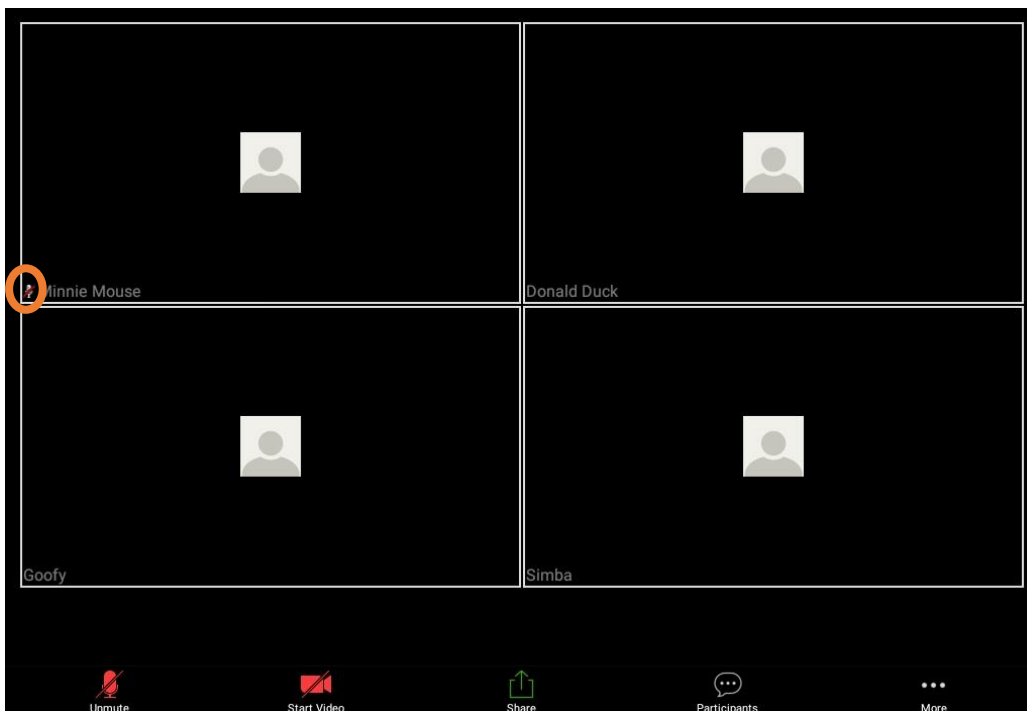 Minnie Mouse
Donald Duck
Goofy
Simba
Unmute
Start Video
Share
Participants
More